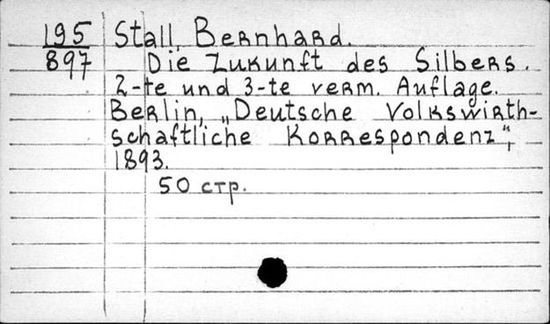 195
897
Stall, Bernhard.
Die Zukunft des Silbers.
2-te und 3-te verm. Auflage.
Berlin, „Deutsche Volkswirth-
schaftliche Korrespondenz",
1893.
50 стр.